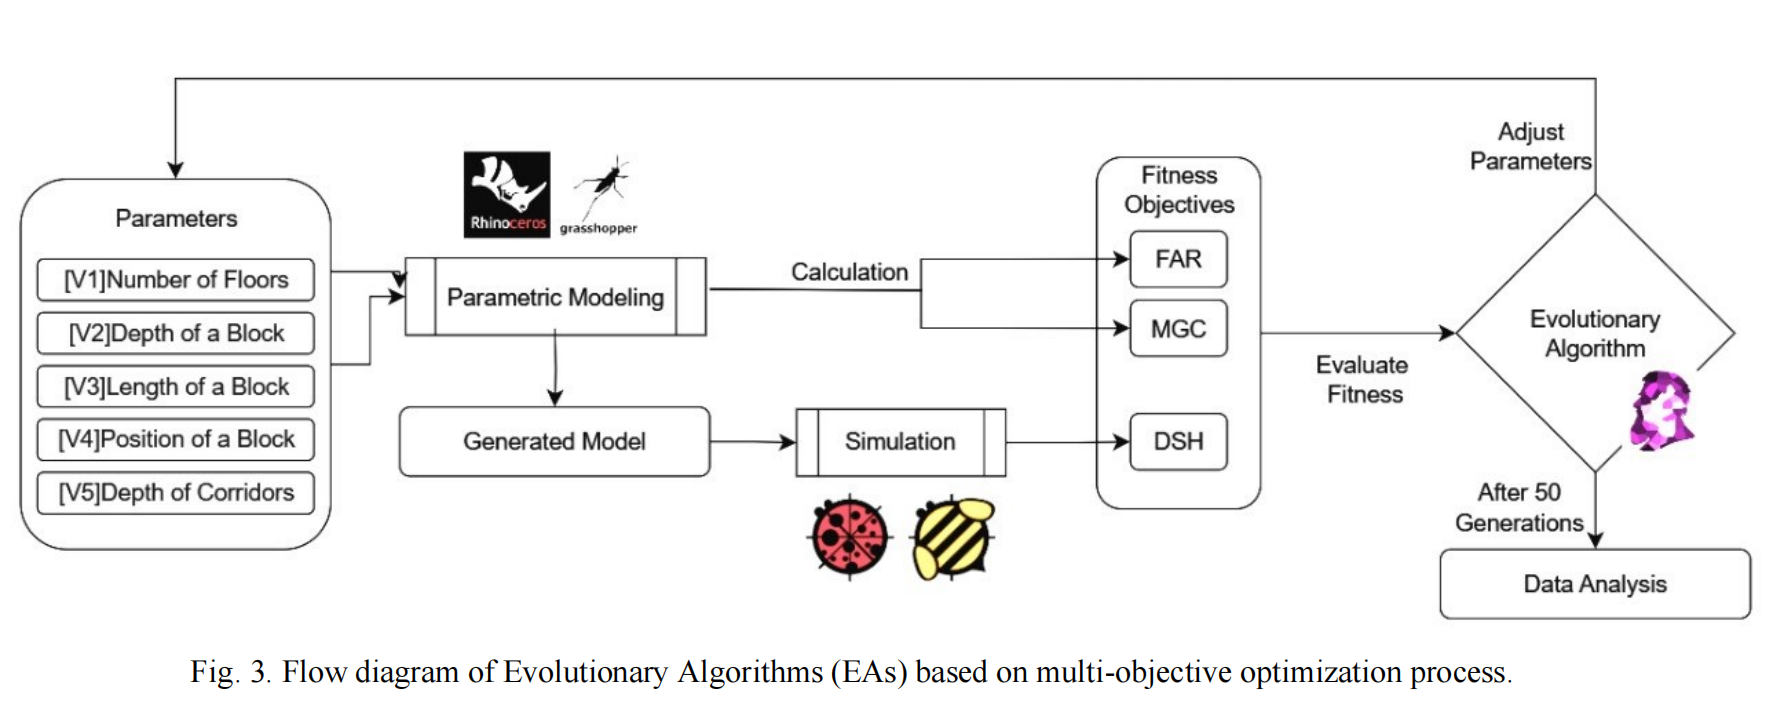 Adjust
Parameters
Parameters
[V1]Number of Floors
[V2]Depth of a Block
[V3]Length of a Block
[V4]Position of a Block
[V5]Depth of Corridors
Rhinoceros
grasshopper
Parametric Modeling
Generated Model
Calculation
Simulation
Fitness
Objectives
FAR
MGC
DSH
Evaluate
Fitness
Evolutionary
Algorithm
After 50
Generations
Data Analysis
Fig. 3. Flow diagram of Evolutionary Algorithms (EAs) based on multi-objective optimization process.